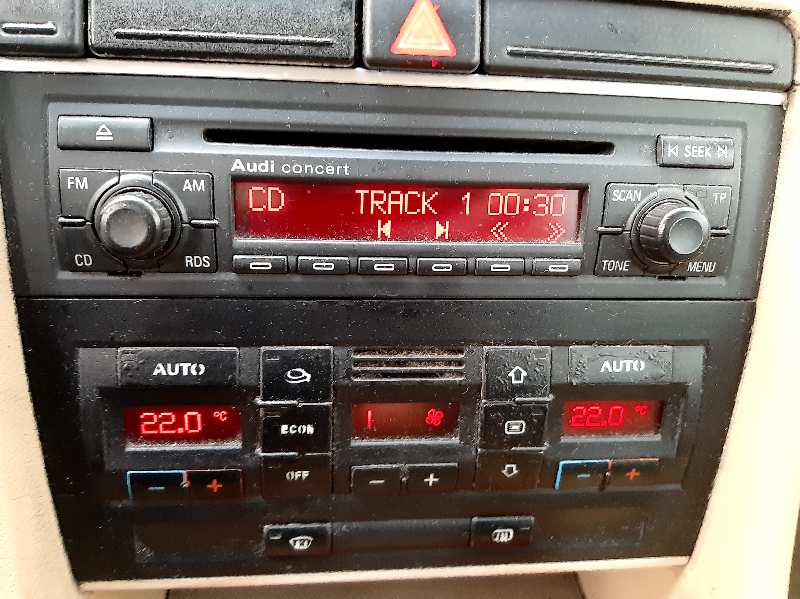 SEEK
Audi concert
FM AM
CD TRACK 1 00:30
SCAN TP
CD RDS
TONE MENU
AUTO AUTO
22.0 °C
ECON
1
22.0 °C
OFF
- +
- +
- +